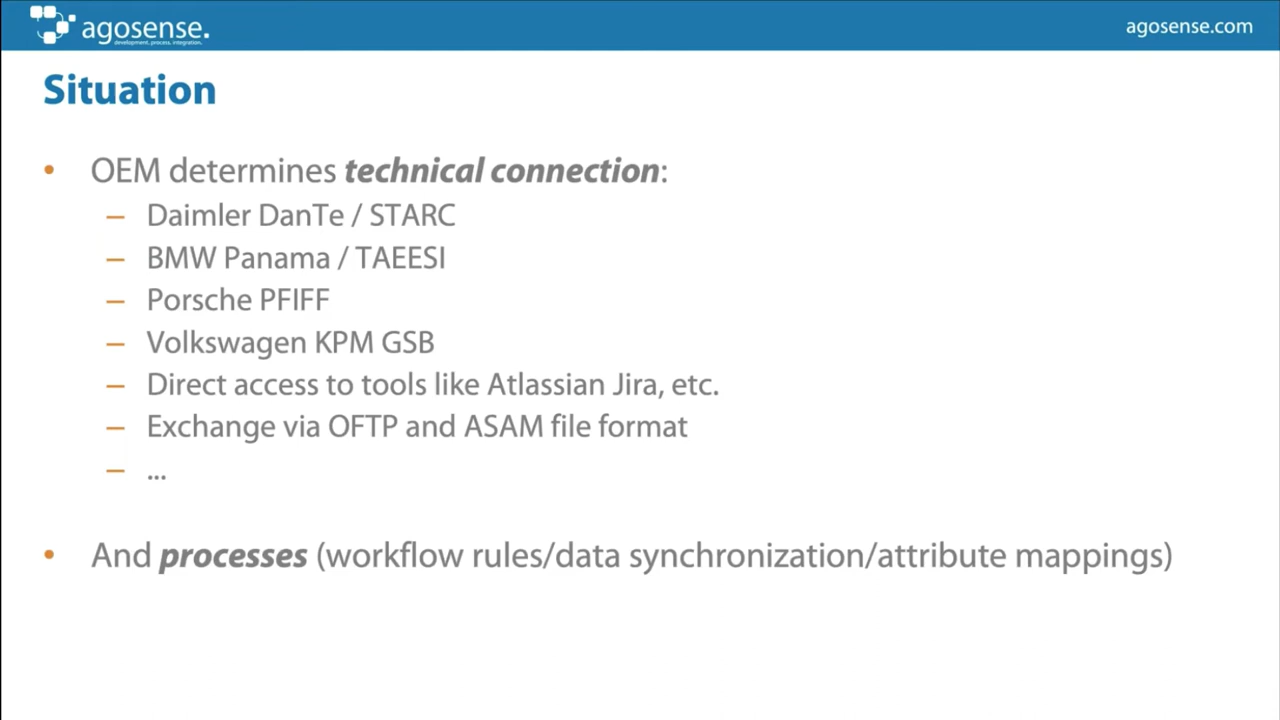 agosense.
development, process, integration.
agosense.com
Situation
• OEM determines technical connection:
– Daimler DanTe / STARC
– BMW Panama / TAEESI
– Porsche PFIFF
– Volkswagen KPM GSB
– Direct access to tools like Atlassian Jira, etc.
– Exchange via OFTP and ASAM file format
– ...
• And processes (workflow rules/data synchronization/attribute mappings)